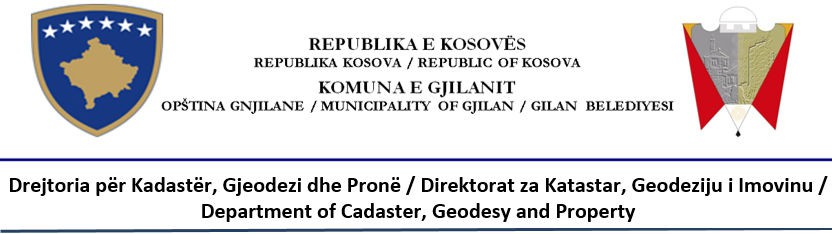 REPUBLIKA E KOSOVËS
REPUBLIKA KOSOVA / REPUBLIC OF KOSOVA
KOMUNA E GJILANIT
OPŠTINA GNJILANE / MUNICIPALITY OF GJILAN / GILAN BELEDIYESI
Drejtoria për Kadastër, Gjeodezi dhe Pronë / Direktorat za Katastar, Geodeziju i Imovinu /
Department of Cadaster, Geodesy and Property